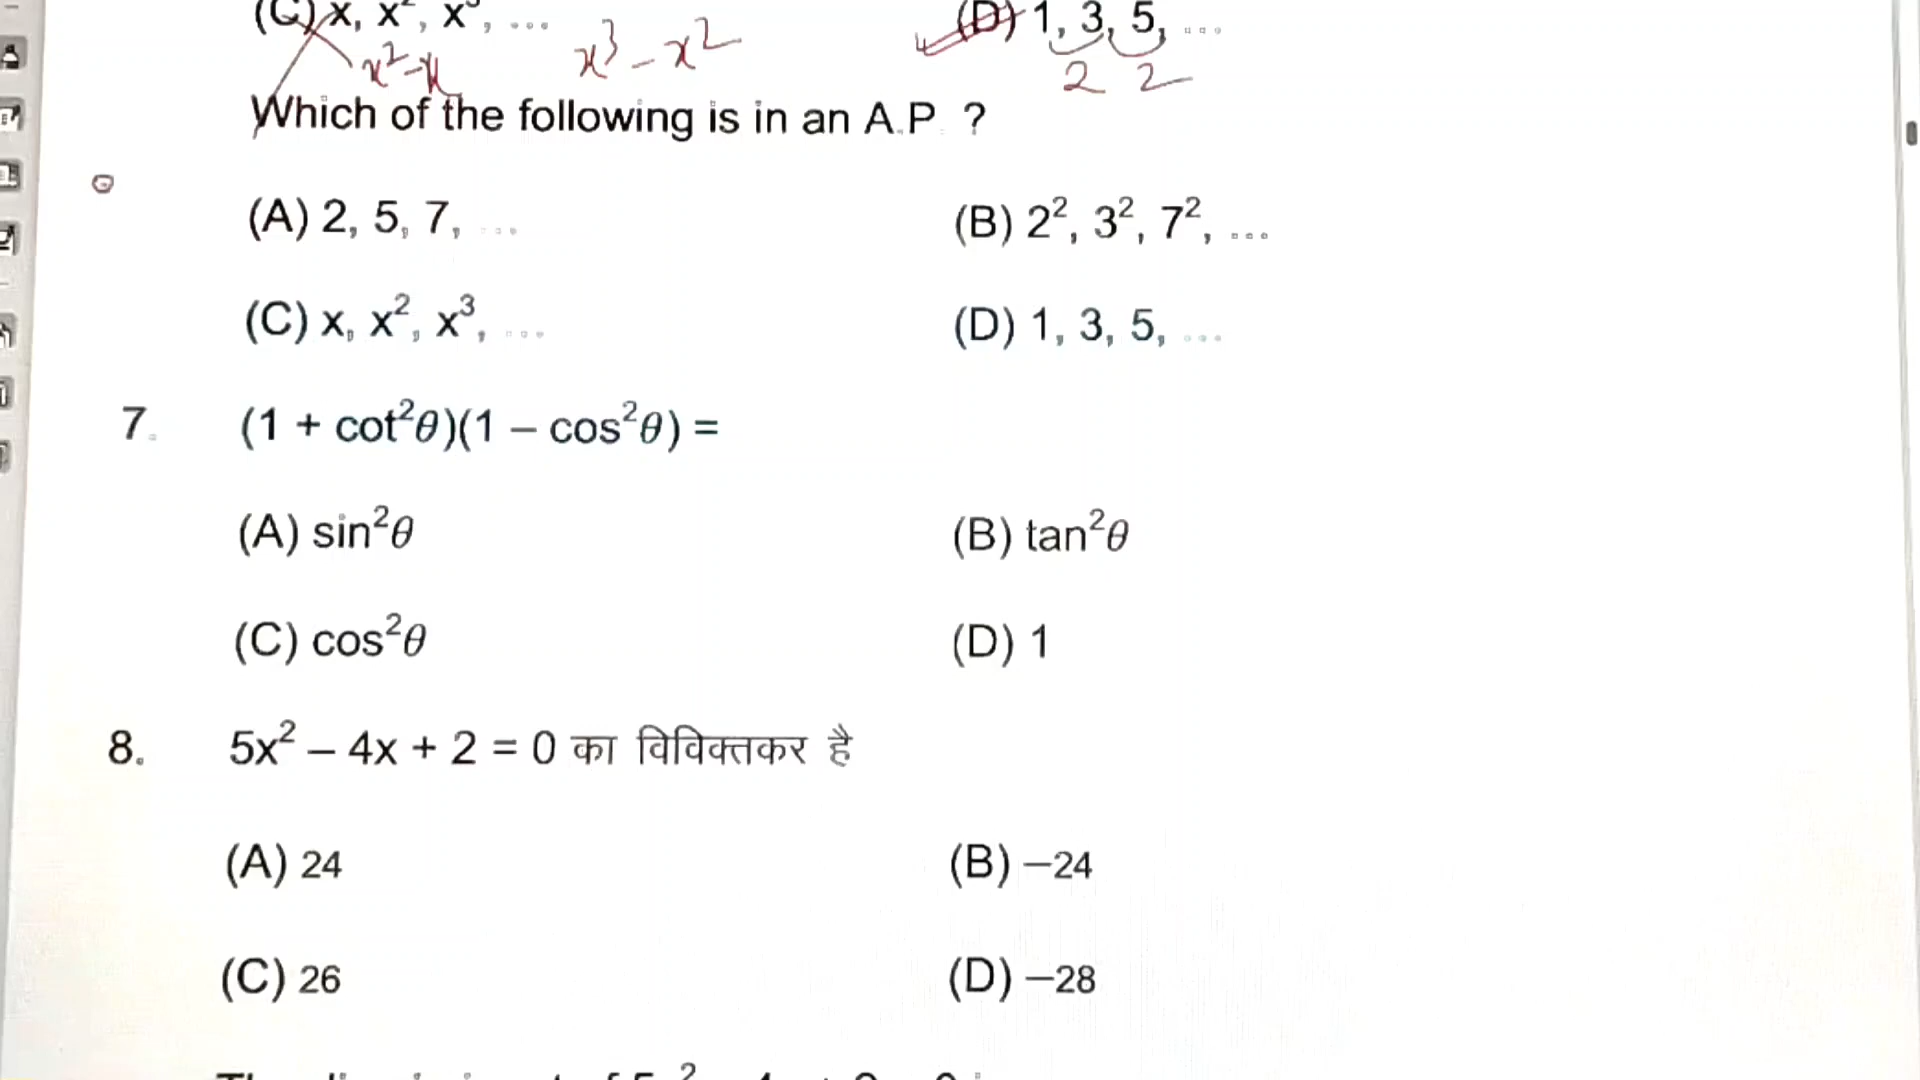 (C) x, x², x³, ... (D) 1, 3, 5, ...
x² - x x³ - x² 2 2
Which of the following is in an A.P. ?
(A) 2, 5, 7, ... (B) 2², 3², 7², ...
(C) x, x², x³, ... (D) 1, 3, 5, ...
7. (1 + cot²θ)(1 – cos²θ) =
(A) sin²θ (B) tan²θ
(C) cos²θ (D) 1
8. 5x² – 4x + 2 = 0 का विविक्तकर है
(A) 24 (B) –24
(C) 26 (D) –28